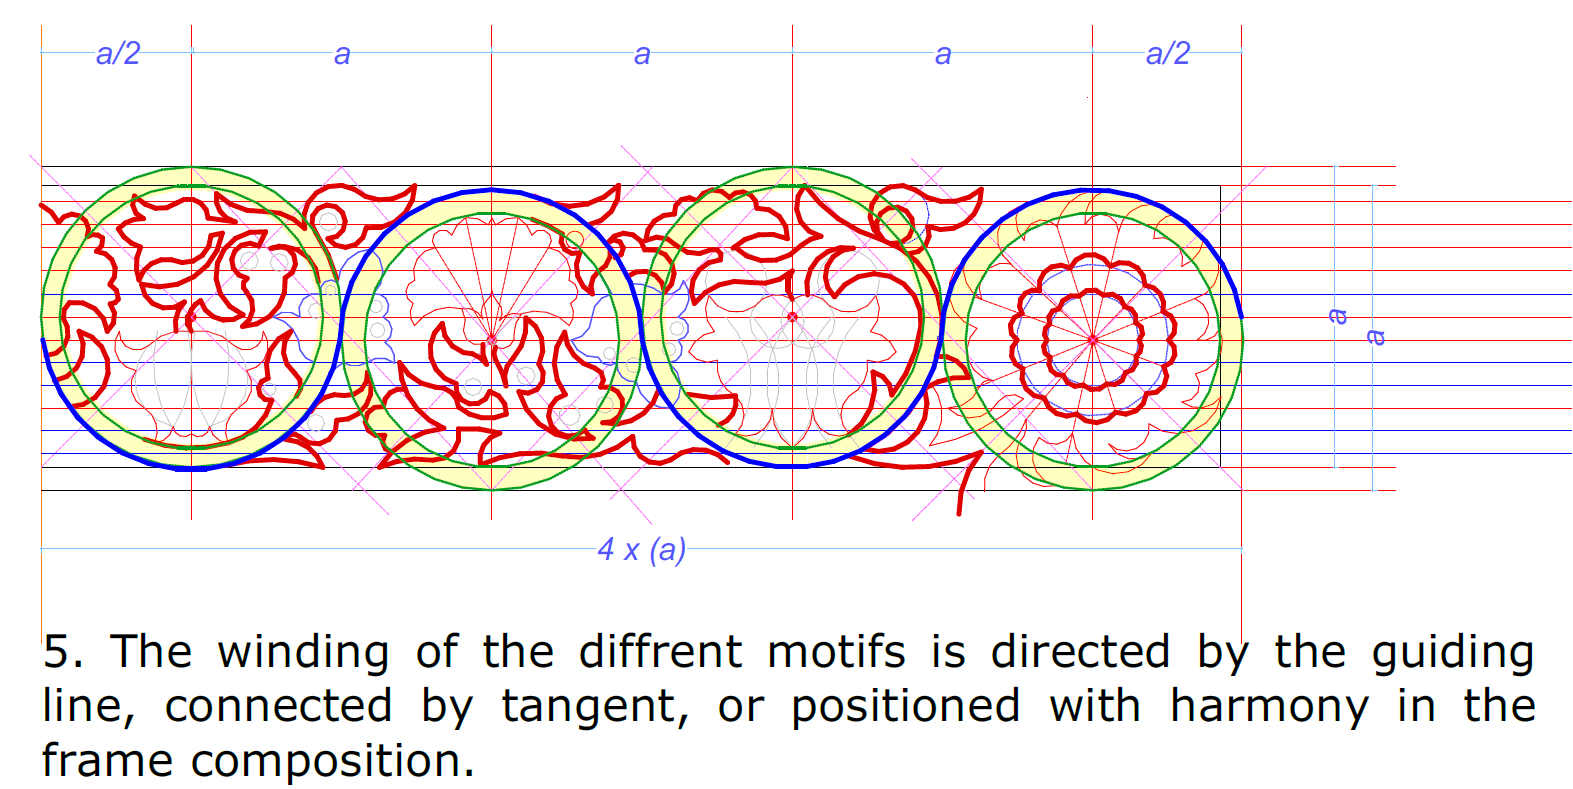 a/2 a a a a/2
a
a
4 x (a)
5. The winding of the diffrent motifs is directed by the guiding
line, connected by tangent, or positioned with harmony in the
frame composition.